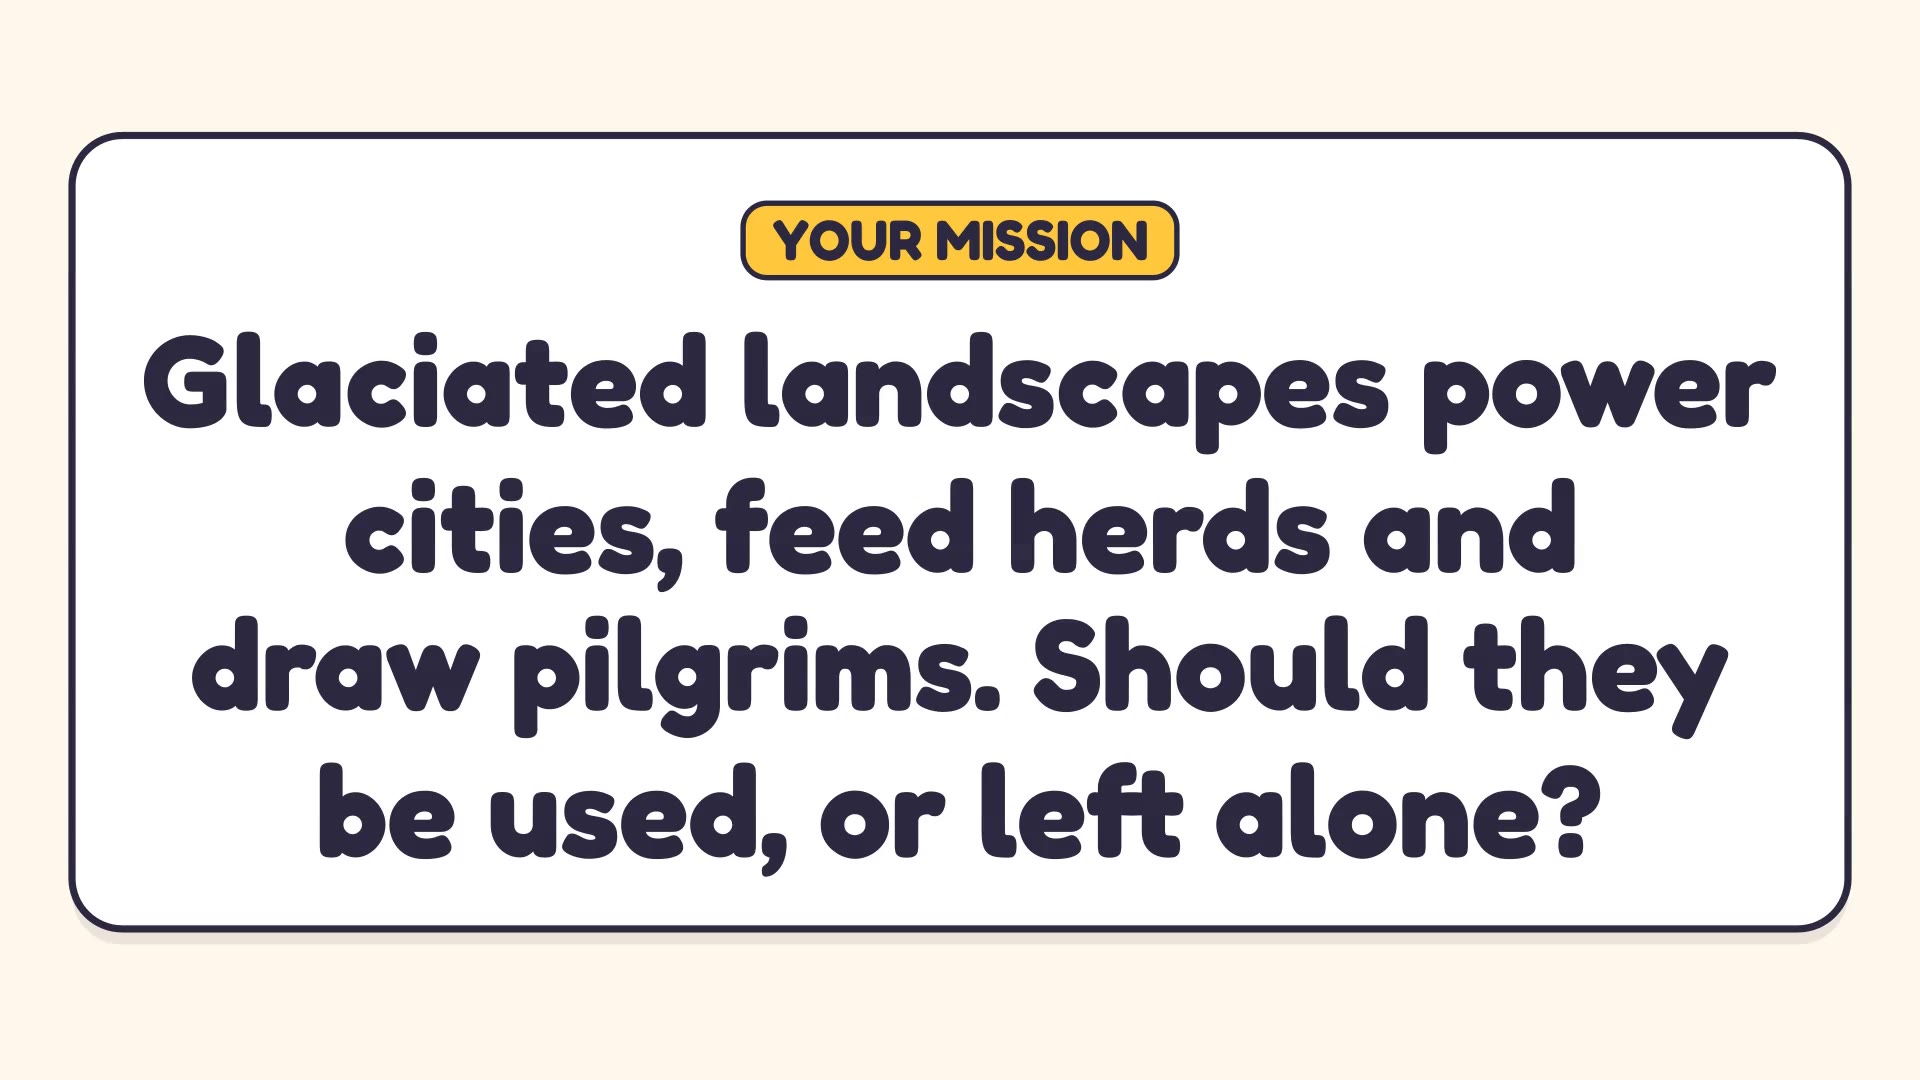 YOUR MISSION
Glaciated landscapes power
cities, feed herds and
draw pilgrims. Should they
be used, or left alone?